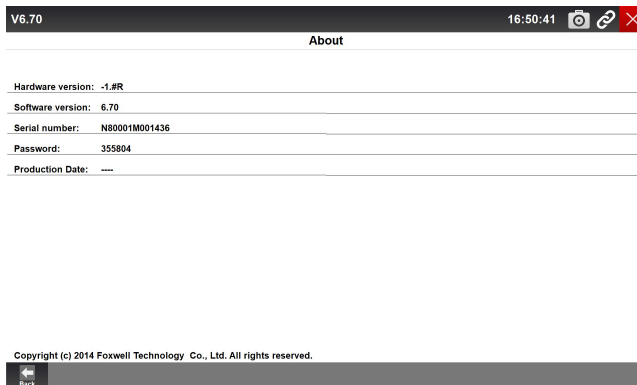 V6.70 16:50:41
About
Hardware version: -1.#R
Software version: 6.70
Serial number: N80001M001436
Password: 355804
Production Date: ----
Copyright (c) 2014 Foxwell Technology Co., Ltd. All rights reserved.
Back